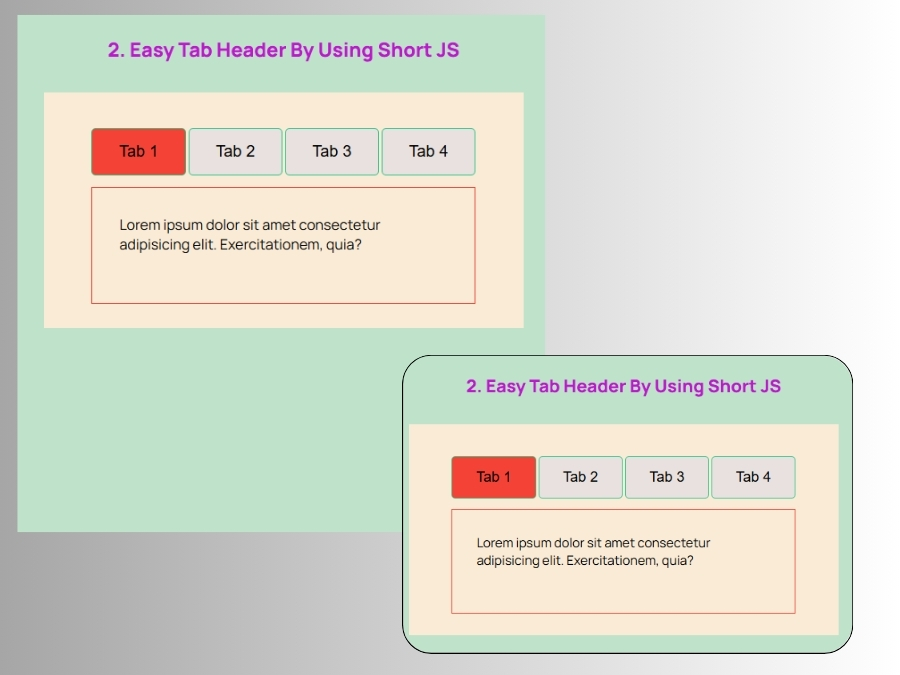 2. Easy Tab Header By Using Short JS
Tab 1 Tab 2 Tab 3 Tab 4
Lorem ipsum dolor sit amet consectetur
adipisicing elit. Exercitationem, quia?
2. Easy Tab Header By Using Short JS
Tab 1 Tab 2 Tab 3 Tab 4
Lorem ipsum dolor sit amet consectetur
adipisicing elit. Exercitationem, quia?